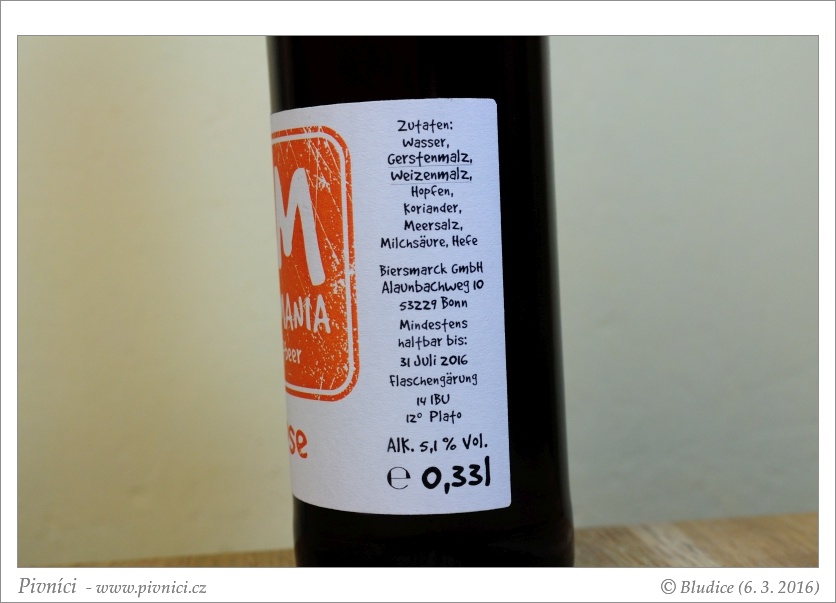 M
MANIA
beer
se
Zutaten:
Wasser,
Gerstenmalz,
Weizenmalz,
Hopfen,
Koriander,
Meersalz,
Milchsäure, Hefe
Biersmarck GmbH
Alaunbachweg 10
53229 Bonn
Mindestens
haltbar bis:
31 Juli 2016
Flaschengärung
14 IBU
12° Plato
Alk. 5,1 % Vol.
℮ 0,33l
Pivníci - www.pivnici.cz
© Bludice (6. 3. 2016)